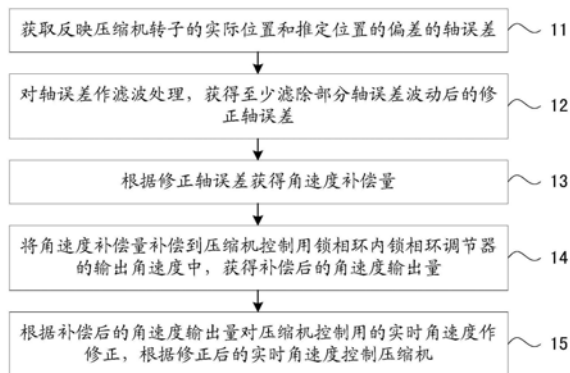 获取反映压缩机转子的实际位置和推定位置的偏差的轴误差
11
对轴误差作滤波处理，获得至少滤除部分轴误差波动后的修
正轴误差
12
根据修正轴误差获得角速度补偿量
13
将角速度补偿量补偿到压缩机控制用锁相环内锁相环调节器
的输出角速度中，获得补偿后的角速度输出量
14
根据补偿后的角速度输出量对压缩机控制用的实时角速度作
修正，根据修正后的实时角速度控制压缩机
15